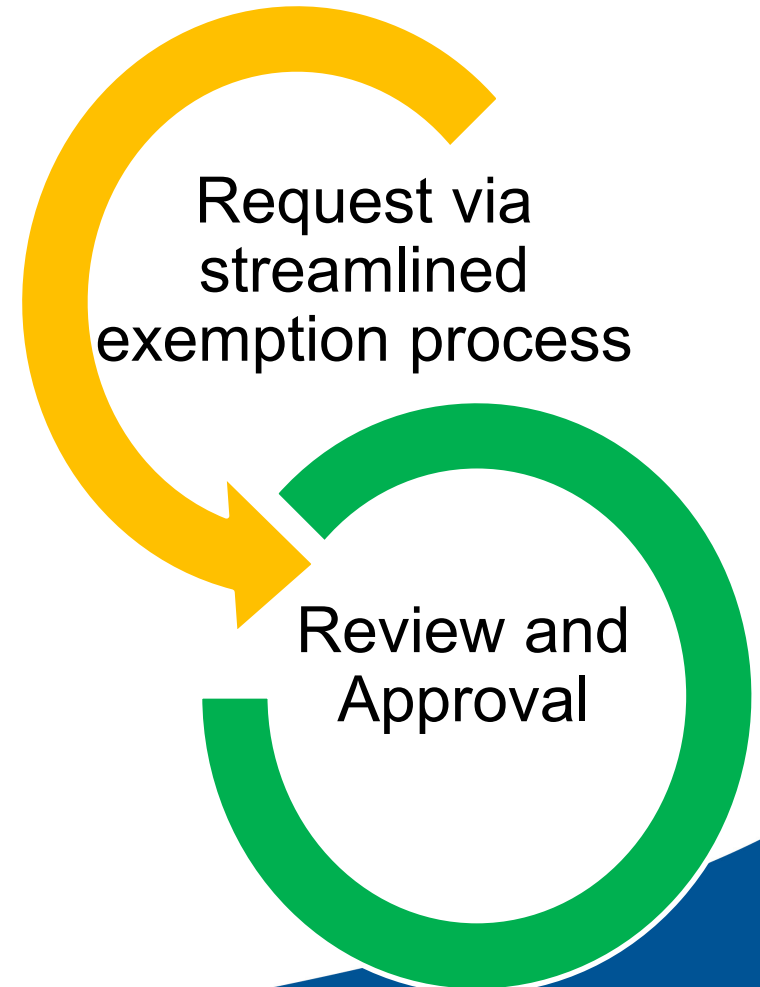 Request via
streamlined
exemption process
Review and
Approval